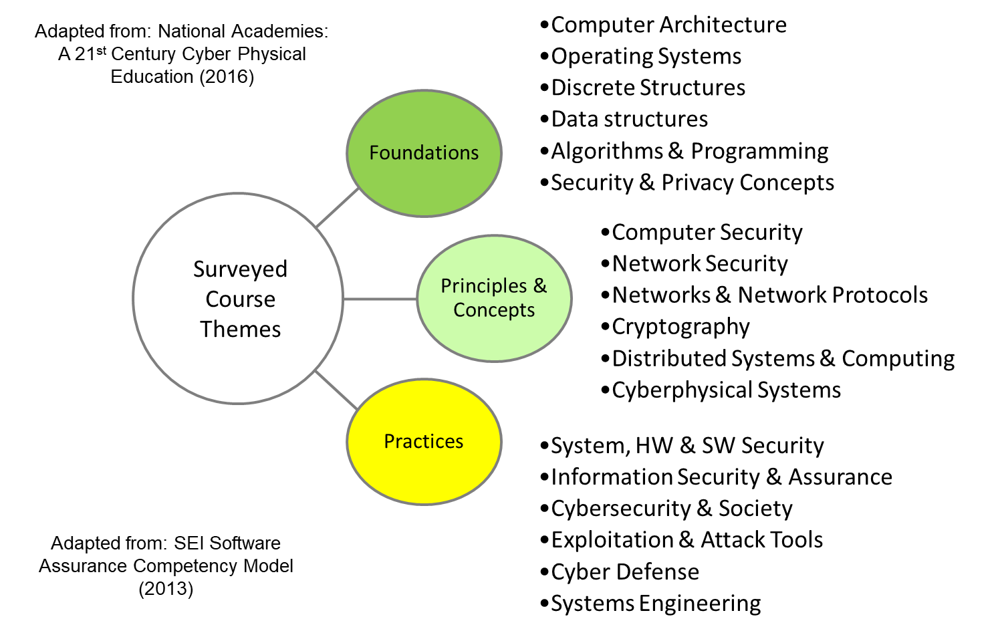 Adapted from: National Academies:
A 21st Century Cyber Physical
Education (2016)
Surveyed
Course
Themes
Foundations
•Computer Architecture
•Operating Systems
•Discrete Structures
•Data structures
•Algorithms & Programming
•Security & Privacy Concepts
Principles &
Concepts
•Computer Security
•Network Security
•Networks & Network Protocols
•Cryptography
•Distributed Systems & Computing
•Cyberphysical Systems
Practices
•System, HW & SW Security
•Information Security & Assurance
•Cybersecurity & Society
•Exploitation & Attack Tools
•Cyber Defense
•Systems Engineering
Adapted from: SEI Software
Assurance Competency Model
(2013)